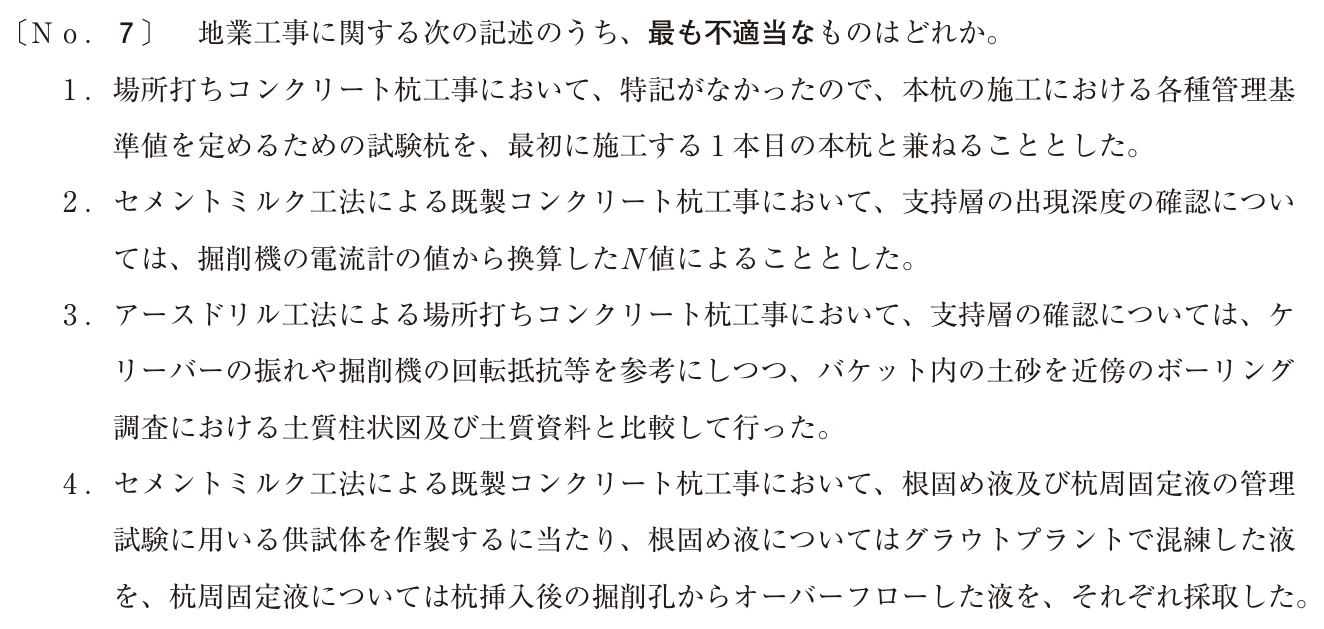 〔Ｎｏ．７〕　地業工事に関する次の記述のうち、最も不適当なものはどれか。
１．場所打ちコンクリート杭工事において、特記がなかったので、本杭の施工における各種管理基
準値を定めるための試験杭を、最初に施工する１本目の本杭と兼ねることとした。
２．セメントミルク工法による既製コンクリート杭工事において、支持層の出現深度の確認につい
ては、掘削機の電流計の値から換算したN値によることとした。
３．アースドリル工法による場所打ちコンクリート杭工事において、支持層の確認については、ケ
リーバーの振れや掘削機の回転抵抗等を参考にしつつ、バケット内の土砂を近傍のボーリング
調査における土質柱状図及び土質資料と比較して行った。
４．セメントミルク工法による既製コンクリート杭工事において、根固め液及び杭周固定液の管理
試験に用いる供試体を作製するに当たり、根固め液についてはグラウトプラントで混練した液
を、杭周固定液については杭挿入後の掘削孔からオーバーフローした液を、それぞれ採取した。